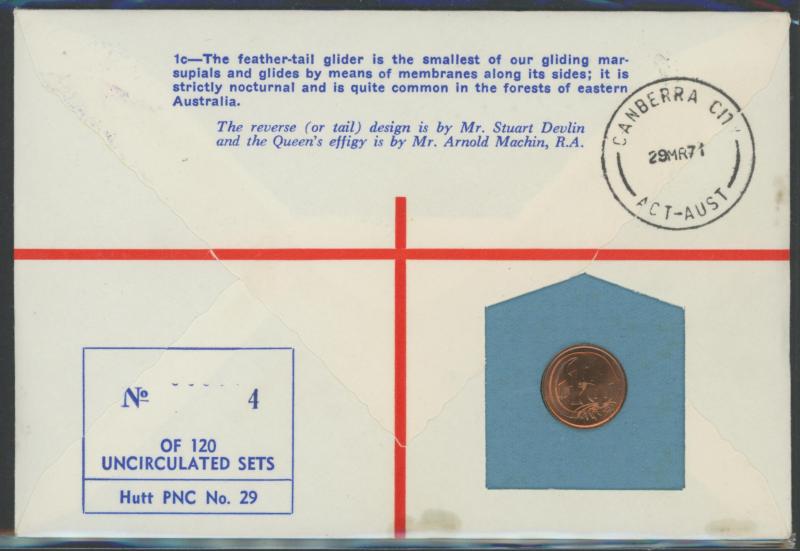 1c—The feather-tail glider is the smallest of our gliding mar-
supials and glides by means of membranes along its sides; it is
strictly nocturnal and is quite common in the forests of eastern
Australia.
The reverse (or tail) design is by Mr. Stuart Devlin
and the Queen's effigy is by Mr. Arnold Machin, R.A.
CANBERRA CITY
29MR71
ACT-AUST
No 4
OF 120
UNCIRCULATED SETS
Hutt PNC No. 29